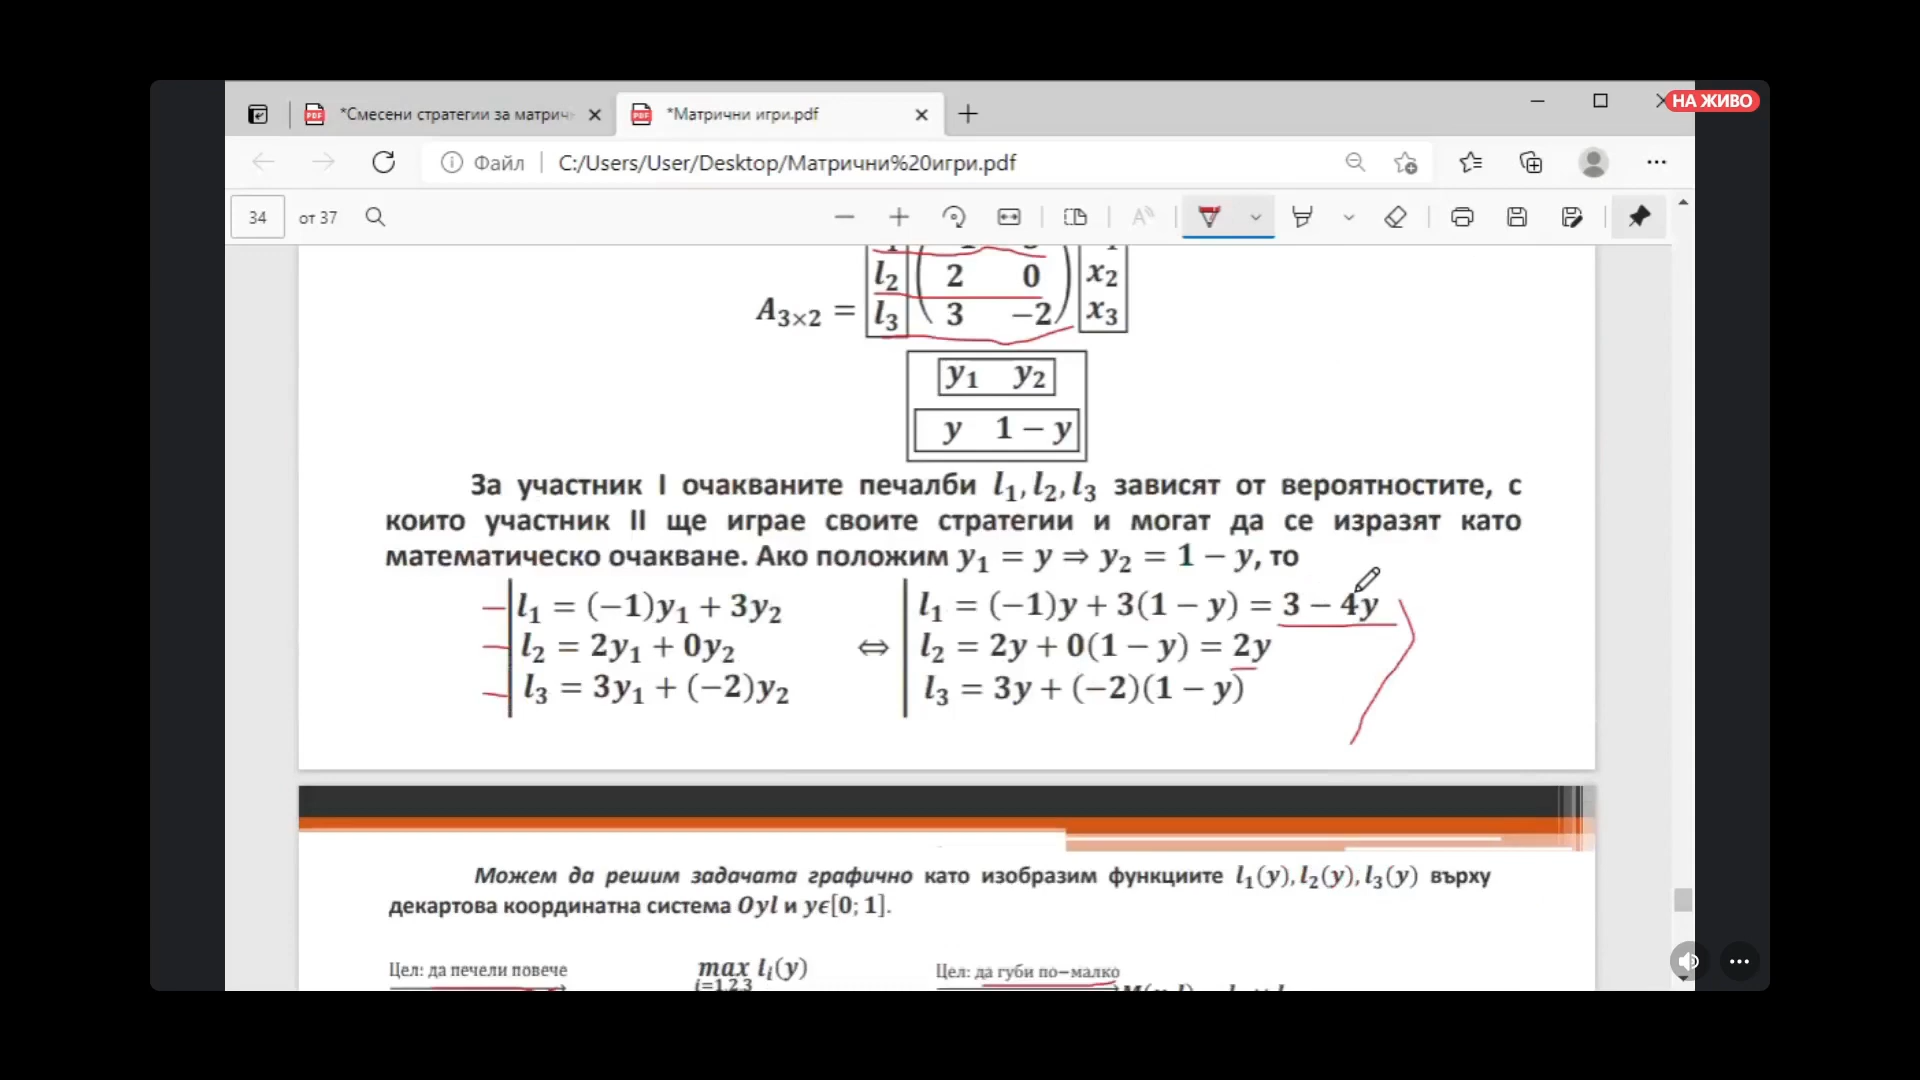 *Смесени стратегии за матрич
*Матрични игри.pdf
НА ЖИВО
Файл
C:/Users/User/Desktop/Матрични%20игри.pdf
34 от 37
l₂ 2 0 x₂
A₃ₓ₂ = l₃ 3 −2 x₃
y₁ y₂
y 1 − y
За участник I очакваните печалби l₁, l₂, l₃ зависят от вероятностите, с
които участник II ще играе своите стратегии и могат да се изразят като
математическо очакване. Ако положим y₁ = y ⇒ y₂ = 1 − y, то
l₁ = (−1)y₁ + 3y₂ l₁ = (−1)y + 3(1 − y) = 3 − 4y
l₂ = 2y₁ + 0y₂ ⇔ l₂ = 2y + 0(1 − y) = 2y
l₃ = 3y₁ + (−2)y₂ l₃ = 3y + (−2)(1 − y)
Можем да решим задачата графично като изобразим функциите l₁(y), l₂(y), l₃(y) върху
декартова координатна система Oyl и yϵ[0; 1].
Цел: да печели повече max lᵢ(y) Цел: да губи по−малко
i=1,2,3